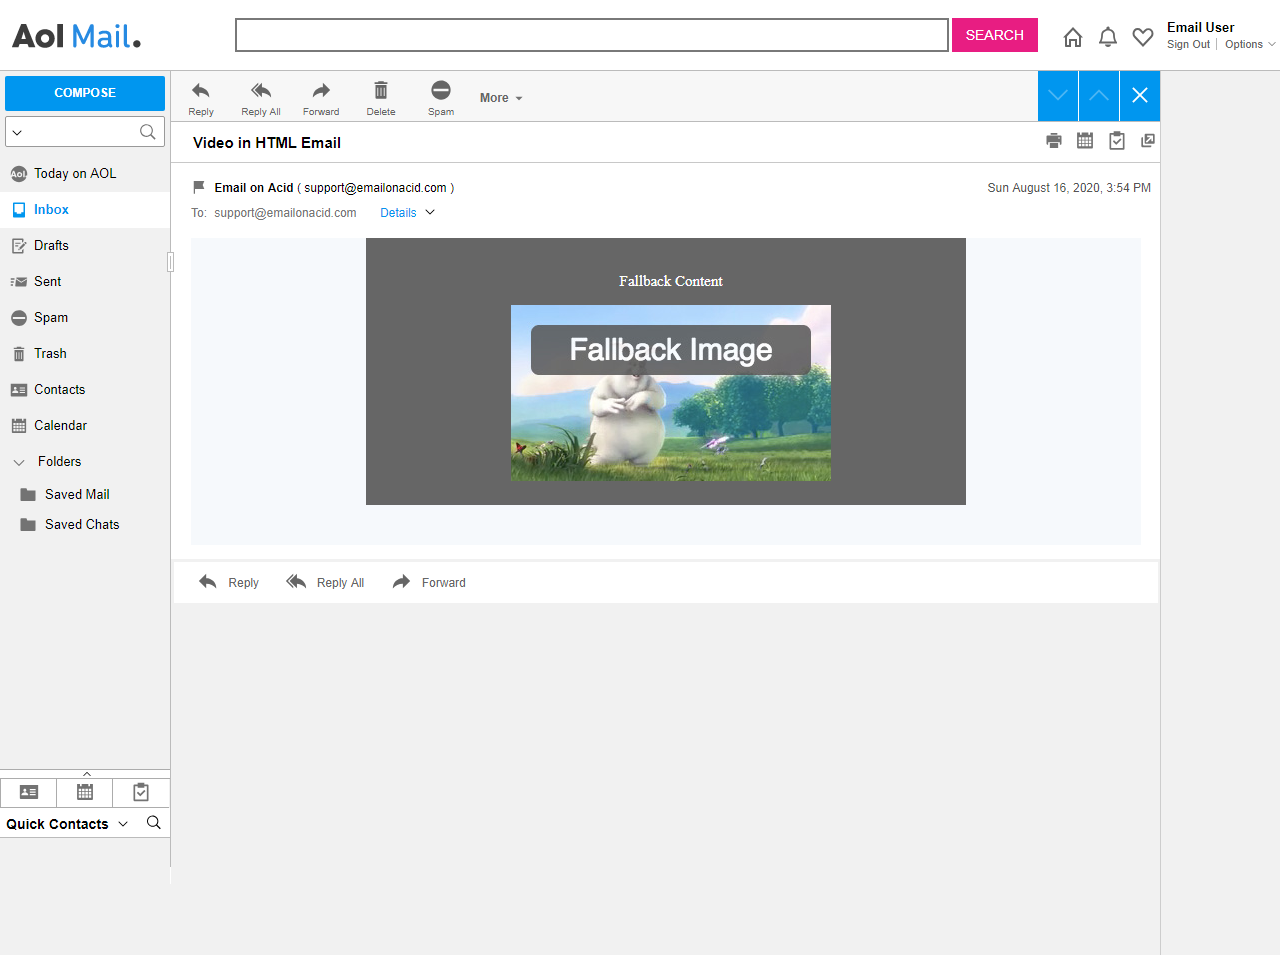 Aol Mail.
SEARCH
Email User
Sign Out | Options
COMPOSE
Reply
Reply All
Forward
Delete
Spam
More
Video in HTML Email
Aol.
Today on AOL
Inbox
Drafts
Sent
Spam
Trash
Contacts
Calendar
Folders
Saved Mail
Saved Chats
Email on Acid ( support@emailonacid.com )
Sun August 16, 2020, 3:54 PM
To: support@emailonacid.com Details
Fallback Content
Fallback Image
Reply
Reply All
Forward
Quick Contacts